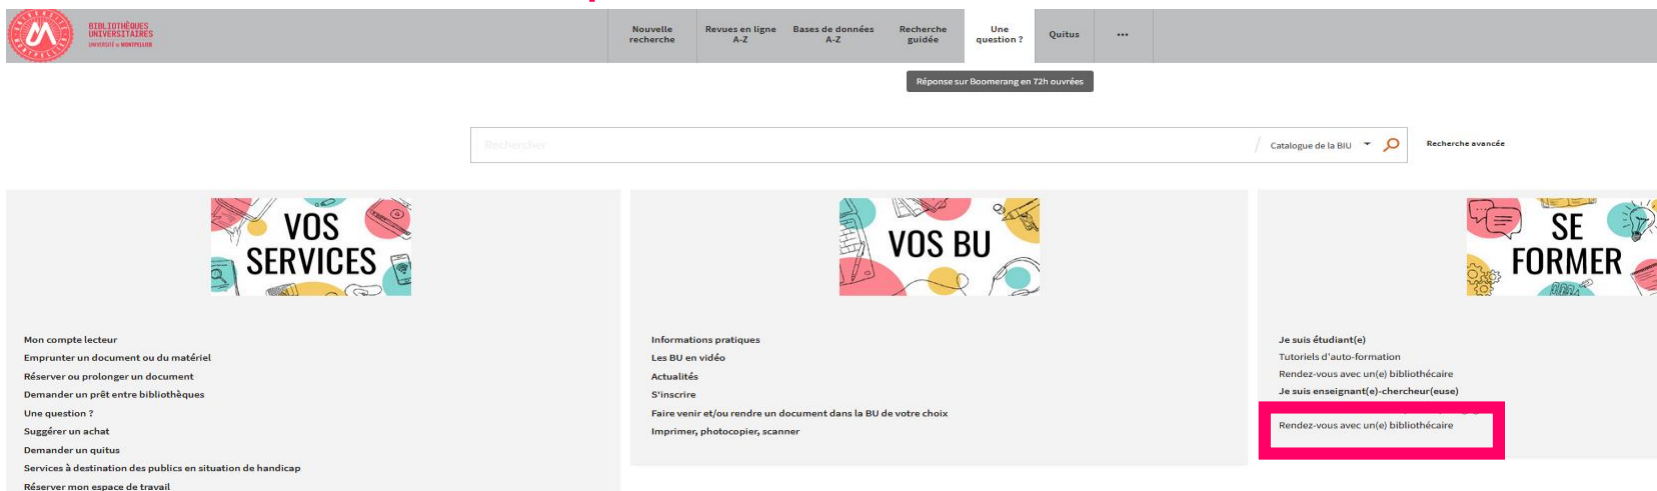 BIBLIOTHÈQUES
UNIVERSITAIRES
UNIVERSITÉ DE MONTPELLIER
Nouvelle
recherche
Revues en ligne
A-Z
Bases de données
A-Z
Recherche
guidée
Une
question ?
Quitus
•••
Réponse sur Boomerang en 72h ouvrées
Rechercher
Catalogue de la BIU
Recherche avancée
VOS
SERVICES
Mon compte lecteur
Emprunter un document ou du matériel
Réserver ou prolonger un document
Demander un prêt entre bibliothèques
Une question ?
Suggérer un achat
Demander un quitus
Services à destination des publics en situation de handicap
Réserver mon espace de travail
VOS BU
Informations pratiques
Les BU en vidéo
Actualités
S'inscrire
Faire venir et/ou rendre un document dans la BU de votre choix
Imprimer, photocopier, scanner
SE
FORMER
Je suis étudiant(e)
Tutoriels d'auto-formation
Rendez-vous avec un(e) bibliothécaire
Je suis enseignant(e)-chercheur(euse)
Rendez-vous avec un(e) bibliothécaire